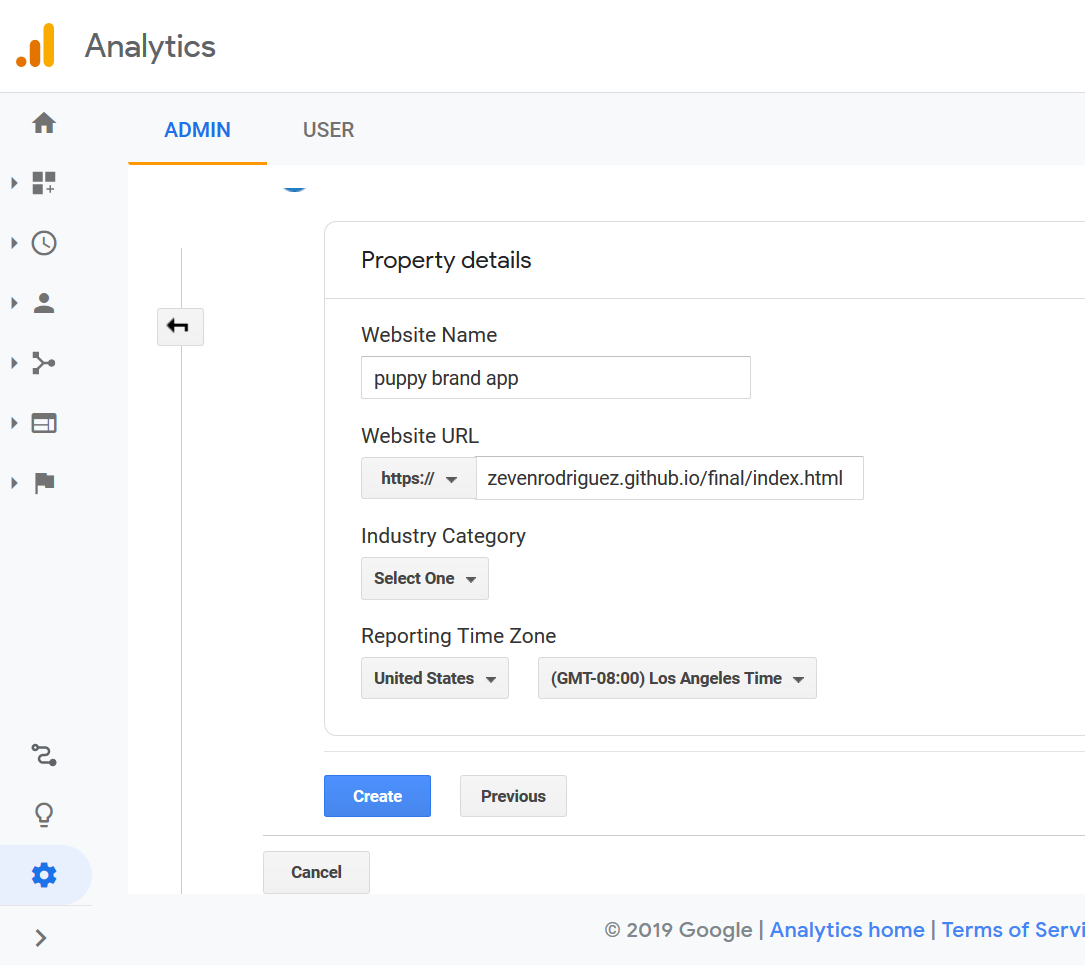 Analytics
ADMIN USER
Property details
Website Name
puppy brand app
Website URL
https:// zevenrodriguez.github.io/final/index.html
Industry Category
Select One
Reporting Time Zone
United States (GMT-08:00) Los Angeles Time
Create Previous
Cancel
© 2019 Google | Analytics home | Terms of Servi